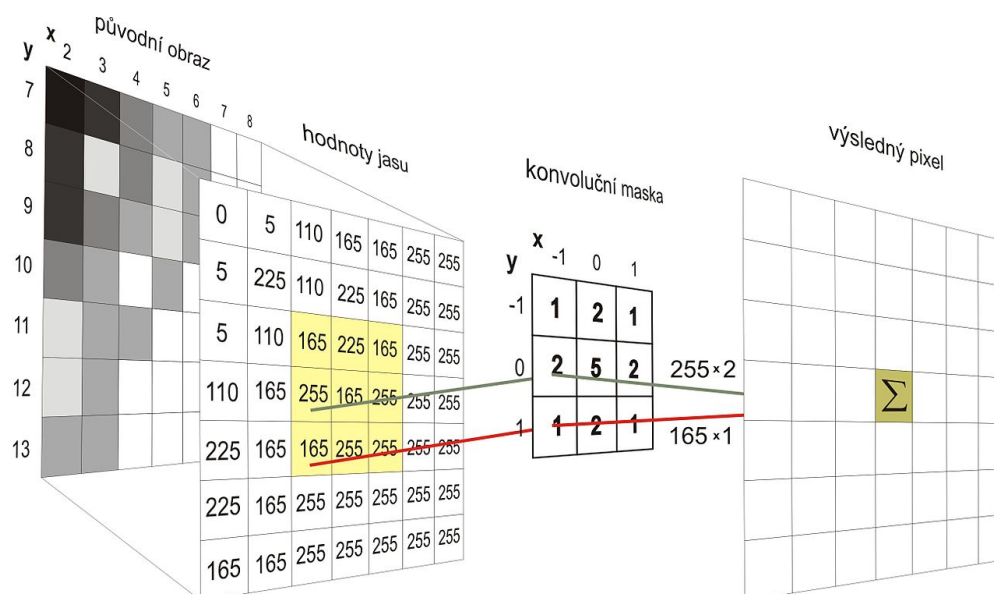 původní obraz
x
y
2 3 4 5 6 7 8
7
8
9
10
11
12
13
hodnoty jasu
0 5 110 165 165 255 255
5 225 110 225 165 255 255
5 110 165 225 165 255 255
110 165 255 165 255 255 255
225 165 165 255 255 255 255
225 165 255 255 255 255 255
165 165 255 255 255 255 255
konvoluční maska
x
y
-1 0 1
-1 1 2 1
0 2 5 2
1 1 2 1
255×2
165×1
výsledný pixel
Σ